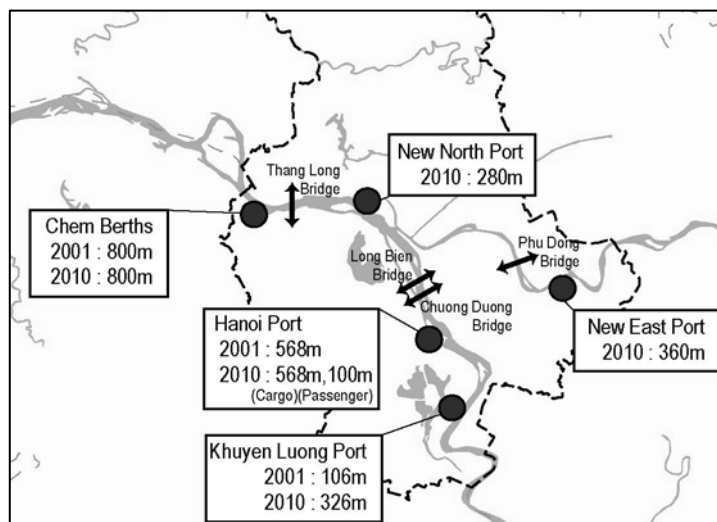 New North Port
2010 : 280m
Thang Long
Bridge
Chem Berths
2001 : 800m
2010 : 800m
Phu Dong
Bridge
Long Bien
Bridge
Chuong Duong
Bridge
Hanoi Port
2001 : 568m
2010 : 568m, 100m
(Cargo)(Passenger)
New East Port
2010 : 360m
Khuyen Luong Port
2001 : 106m
2010 : 326m